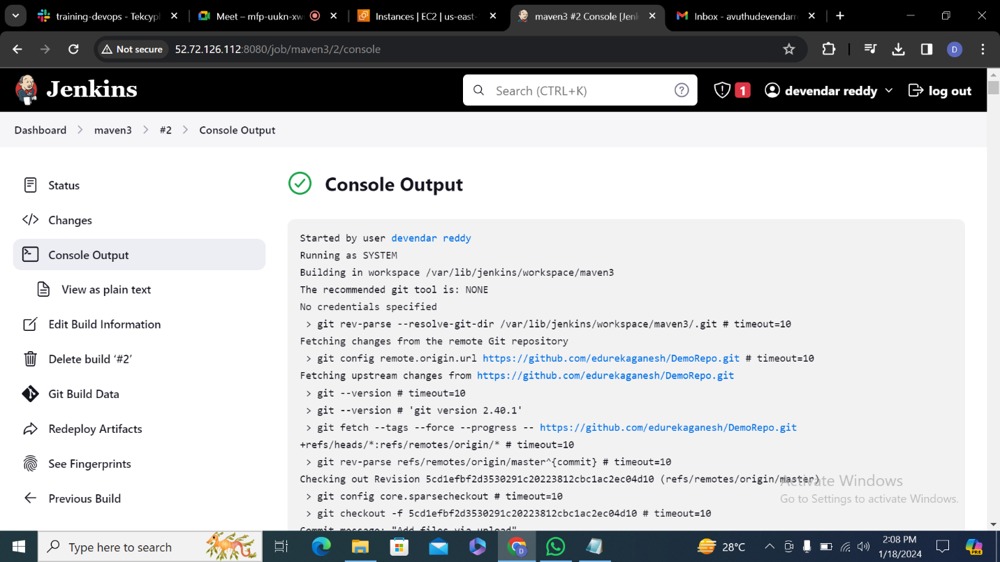 training-devops - Tekcypl
Meet – mfp-uukn-xw
Instances | EC2 | us-east-
maven3 #2 Console [Jenk
Inbox - avuthudevendarr
Not secure
52.72.126.112:8080/job/maven3/2/console
D
Jenkins
Search (CTRL+K)
?
1
devendar reddy
log out
Dashboard
maven3
#2
Console Output
Status
Changes
Console Output
View as plain text
Edit Build Information
Delete build ‘#2’
Git Build Data
Redeploy Artifacts
See Fingerprints
Previous Build
Console Output
Started by user devendar reddy
Running as SYSTEM
Building in workspace /var/lib/jenkins/workspace/maven3
The recommended git tool is: NONE
No credentials specified
> git rev-parse --resolve-git-dir /var/lib/jenkins/workspace/maven3/.git # timeout=10
Fetching changes from the remote Git repository
> git config remote.origin.url https://github.com/edurekaganesh/DemoRepo.git # timeout=10
Fetching upstream changes from https://github.com/edurekaganesh/DemoRepo.git
> git --version # timeout=10
> git --version # 'git version 2.40.1'
> git fetch --tags --force --progress -- https://github.com/edurekaganesh/DemoRepo.git
+refs/heads/*:refs/remotes/origin/* # timeout=10
> git rev-parse refs/remotes/origin/master^{commit} # timeout=10
Checking out Revision 5cd1efbf2d3530291c20223812cbc1ac2ec04d10 (refs/remotes/origin/master)
> git config core.sparsecheckout # timeout=10
> git checkout -f 5cd1efbf2d3530291c20223812cbc1ac2ec04d10 # timeout=10
Commit message: "Add files via upload"
Activate Windows
Go to Settings to activate Windows.
Type here to search
D
28°C
2:08 PM
1/18/2024
PRE